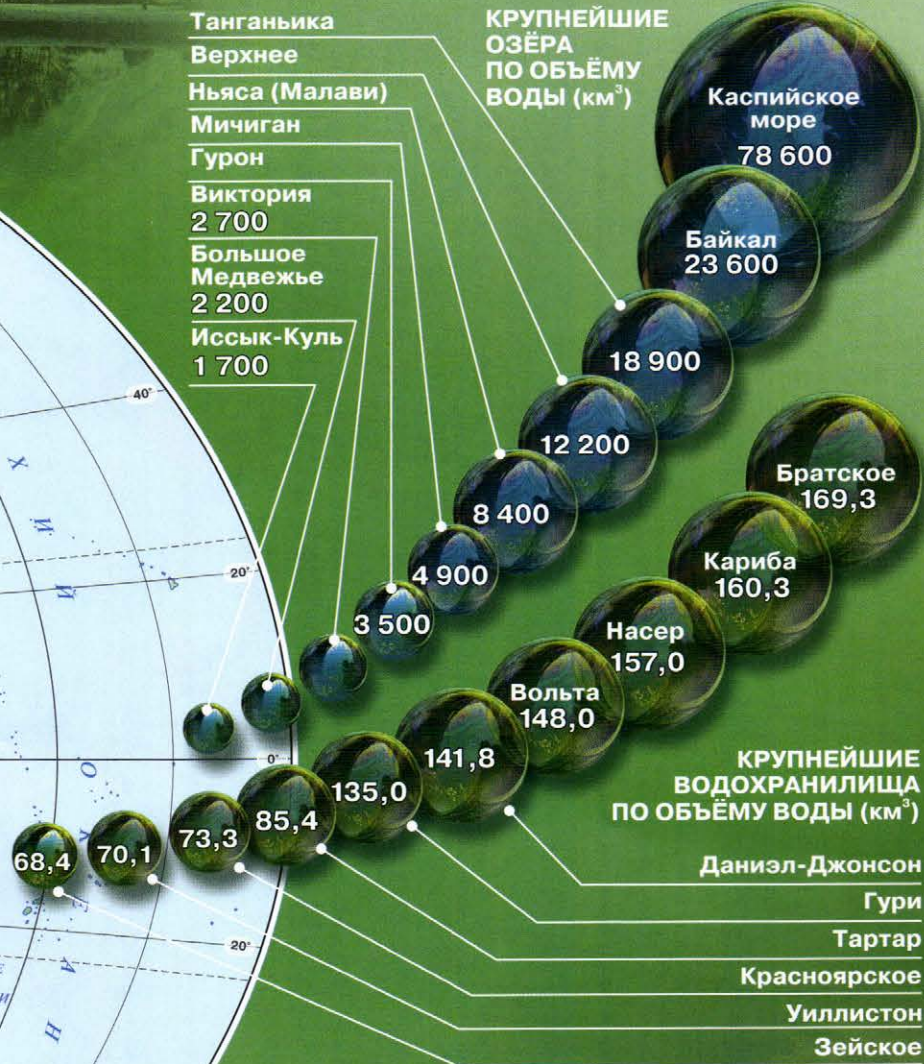 Танганьика
Верхнее
Ньяса (Малави)
Мичиган
Гурон
Виктория
2 700
Большое
Медвежье
2 200
Иссык-Куль
1 700
КРУПНЕЙШИЕ
ОЗЁРА
ПО ОБЪЁМУ
ВОДЫ (км³)
Каспийское
море
78 600
Байкал
23 600
18 900
12 200
8 400
4 900
3 500
Братское
169,3
Кариба
160,3
Насер
157,0
Вольта
148,0
141,8
135,0
85,4
73,3
70,1
68,4
КРУПНЕЙШИЕ
ВОДОХРАНИЛИЩА
ПО ОБЪЁМУ ВОДЫ (км³)
Даниэл-Джонсон
Гури
Тартар
Красноярское
Уиллистон
Зейское
40°
20°
0°
20°
Х И Й
О К Е А Н